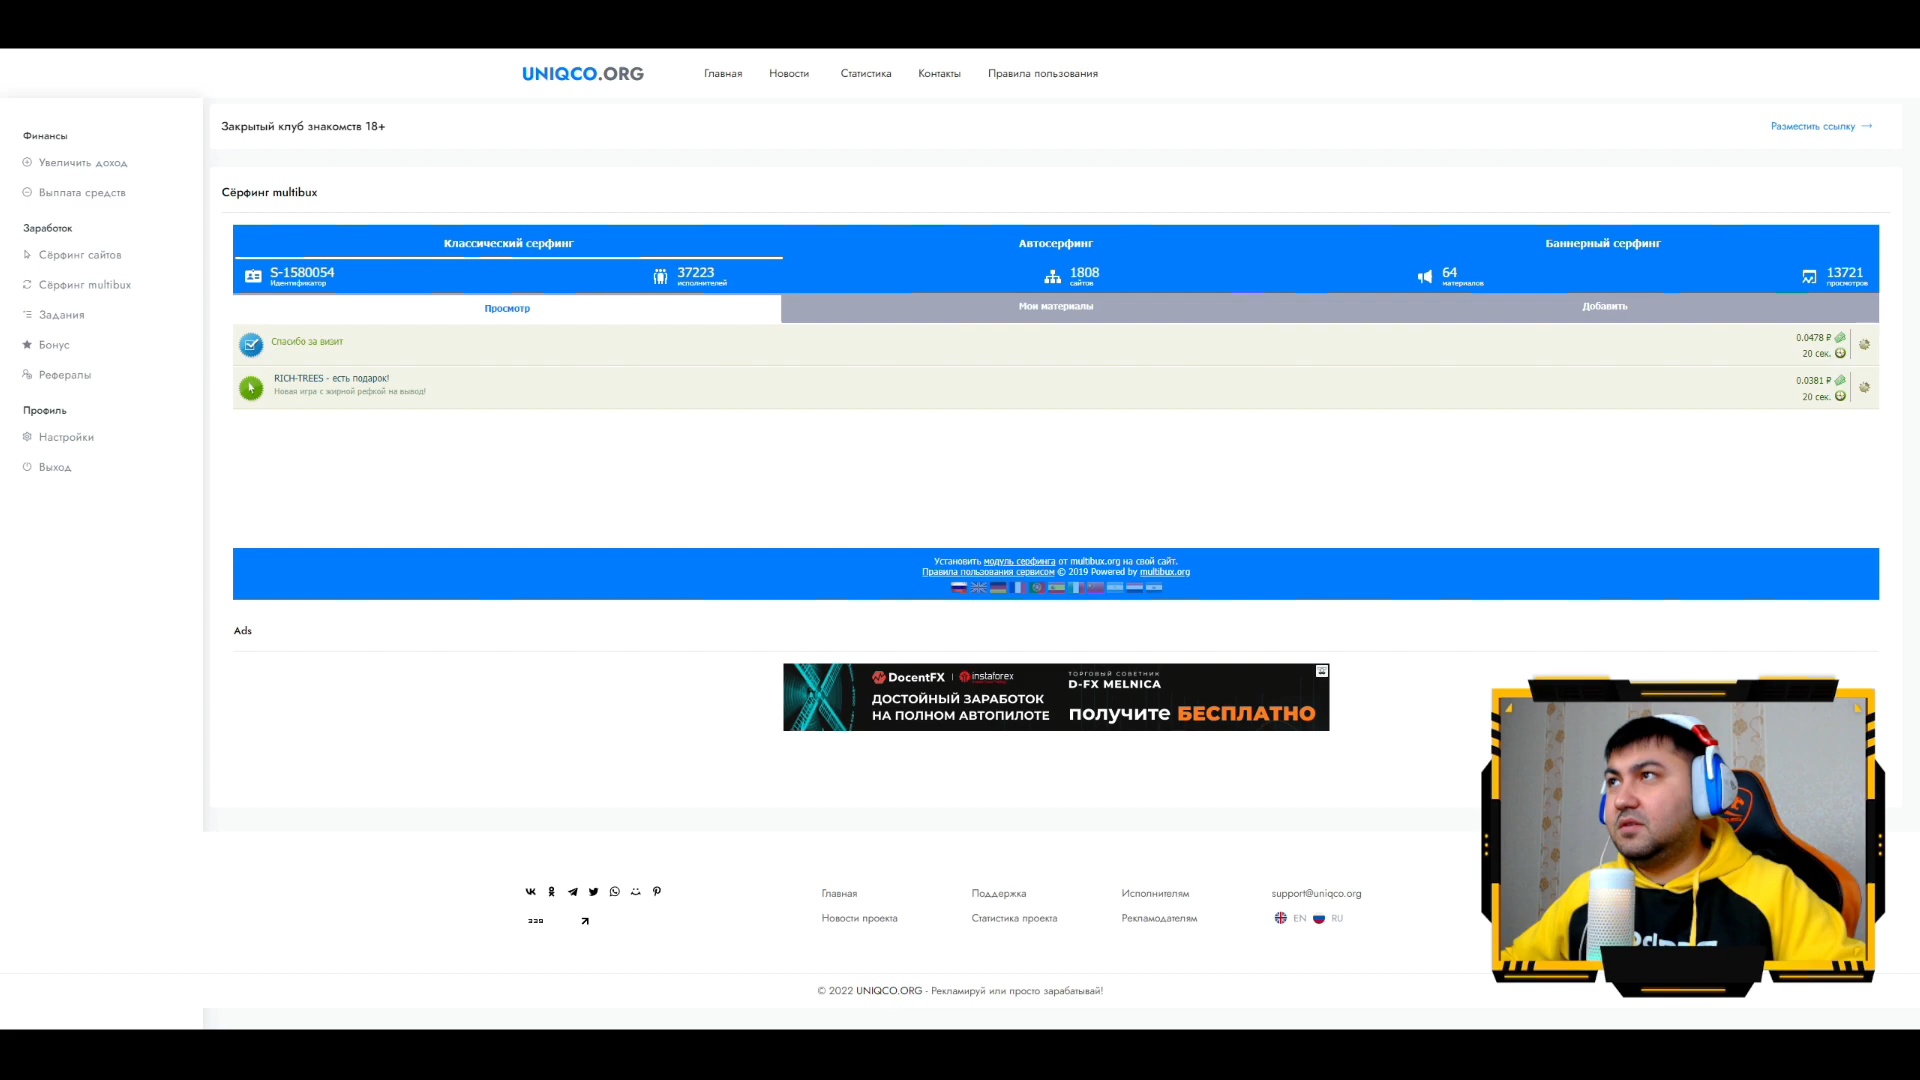 UNIQCO.ORG
Главная
Новости
Статистика
Контакты
Правила пользования
Закрытый клуб знакомств 18+
Разместить ссылку →
Финансы
Увеличить доход
Выплата средств
Заработок
Сёрфинг сайтов
Сёрфинг multibux
Задания
Бонус
Рефералы
Профиль
Настройки
Выход
Сёрфинг multibux
Классический серфинг
Автосерфинг
Баннерный серфинг
S-1580054
Идентификатор
37223
исполнителей
1808
сайтов
64
материалов
13721
просмотров
Просмотр
Мои материалы
Добавить
Спасибо за визит
0.0478 ₽
20 сек.
RICH-TREES - есть подарок!
Новая игра с жирной рефкой на вывод!
0.0381 ₽
20 сек.
Установить модуль серфинга от multibux.org на свой сайт.
Правила пользования сервисом © 2019 Powered by multibux.org
Ads
DocentFX | instaforex
ДОСТОЙНЫЙ ЗАРАБОТОК
НА ПОЛНОМ АВТОПИЛОТЕ
ТОРГОВЫЙ СОВЕТНИК
D-FX MELNICA
получите БЕСПЛАТНО
Главная
Поддержка
Исполнителям
support@uniqco.org
Новости проекта
Статистика проекта
Рекламодателям
EN
RU
© 2022 UNIQCO.ORG - Рекламируй или просто зарабатывай!